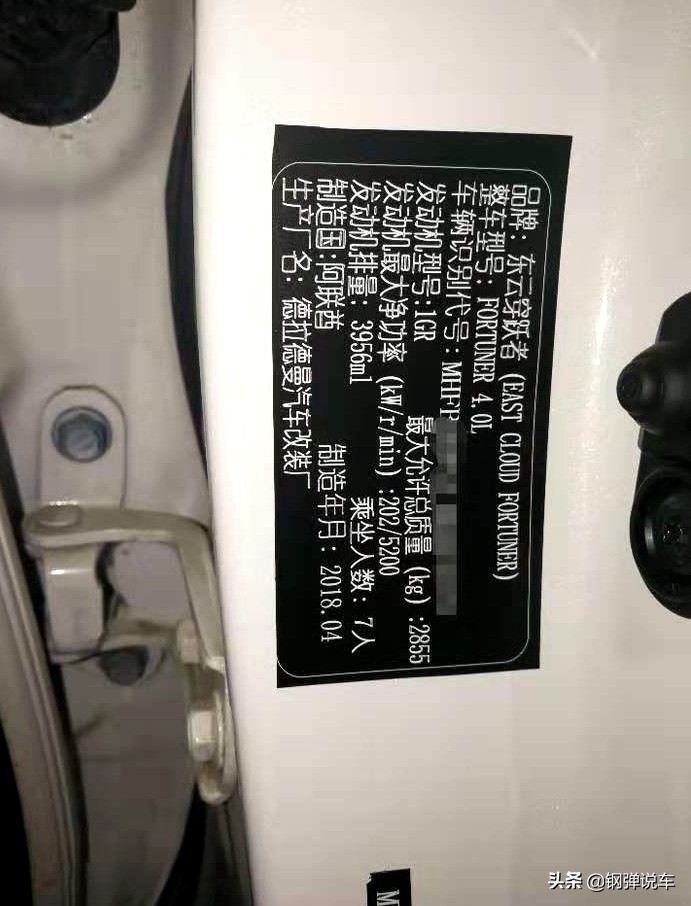 品牌：东云穿跃者 (EAST CLOUD FORTUNER)
整车型号：FORTUNER 4.0L
车辆识别代号：MHFP
发动机型号:1GR 最大允许总质量 (kg) :2855
发动机最大净功率 (kW/r/min) :202/5200
发动机排量：3956ml 乘坐人数：7人
制造国:阿联酋 制造年月：2018.04
生产厂名：德拉德曼汽车改装厂
M
头条 @钢弹说车